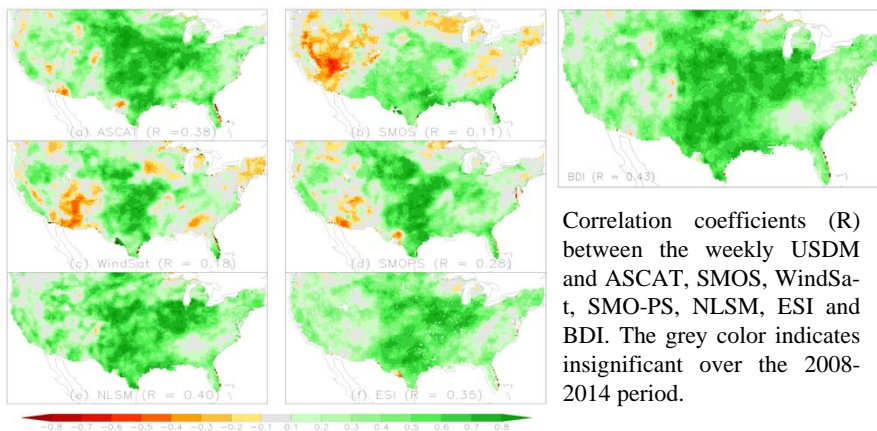 (a) ASCAT (R =0.38)
(b) SMOS (R = 0.11)
BDI (R = 0.43)
(c) WindSat (R = 0.18)
(d) SMOPS (R = 0.28)
(e) NLSM (R = 0.40)
(f) ESI (R = 0.35)
Correlation coefficients (R)
between the weekly USDM
and ASCAT, SMOS, WindSa-
t, SMO-PS, NLSM, ESI and
BDI. The grey color indicates
insignificant over the 2008-
2014 period.
-0.8 -0.7 -0.6 -0.5 -0.4 -0.3 -0.2 -0.1 0.1 0.2 0.3 0.4 0.5 0.6 0.7 0.8